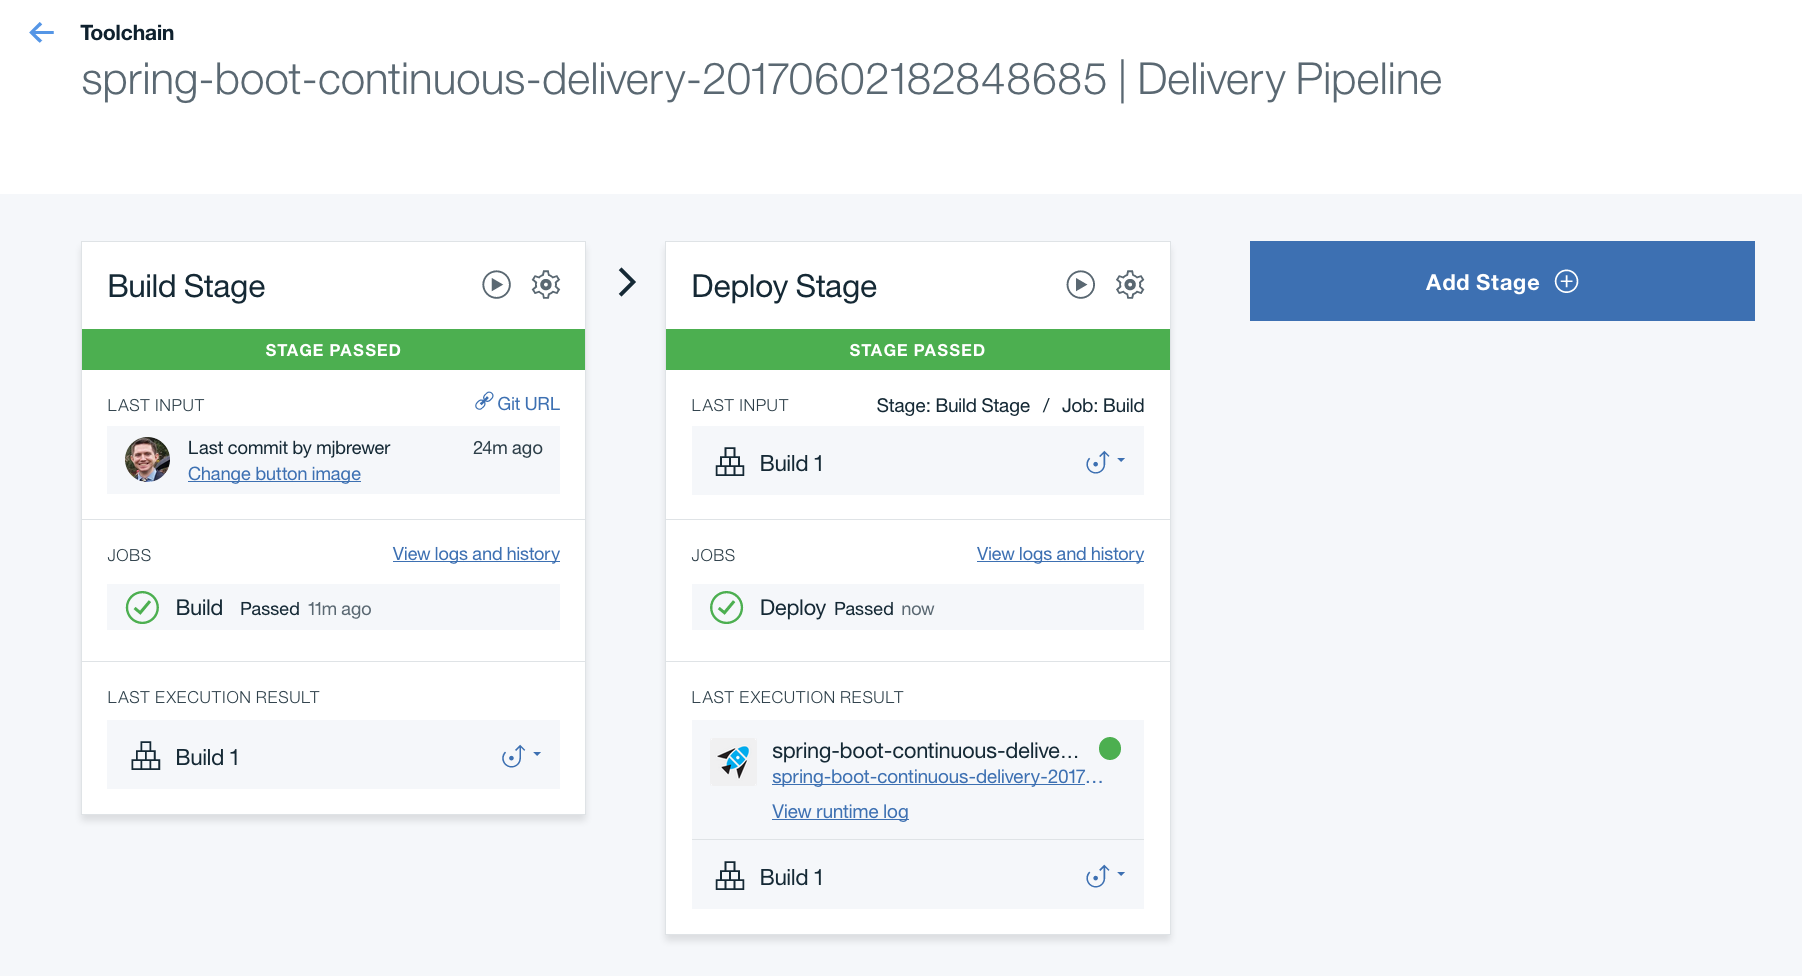 Toolchain
spring-boot-continuous-delivery-20170602182848685 | Delivery Pipeline
Build Stage
STAGE PASSED
LAST INPUT
Git URL
Last commit by mjbrewer
24m ago
Change button image
JOBS
View logs and history
Build Passed 11m ago
LAST EXECUTION RESULT
Build 1
Deploy Stage
STAGE PASSED
LAST INPUT
Stage: Build Stage / Job: Build
Build 1
JOBS
View logs and history
Deploy Passed now
LAST EXECUTION RESULT
spring-boot-continuous-delive...
spring-boot-continuous-delivery-2017...
View runtime log
Build 1
Add Stage